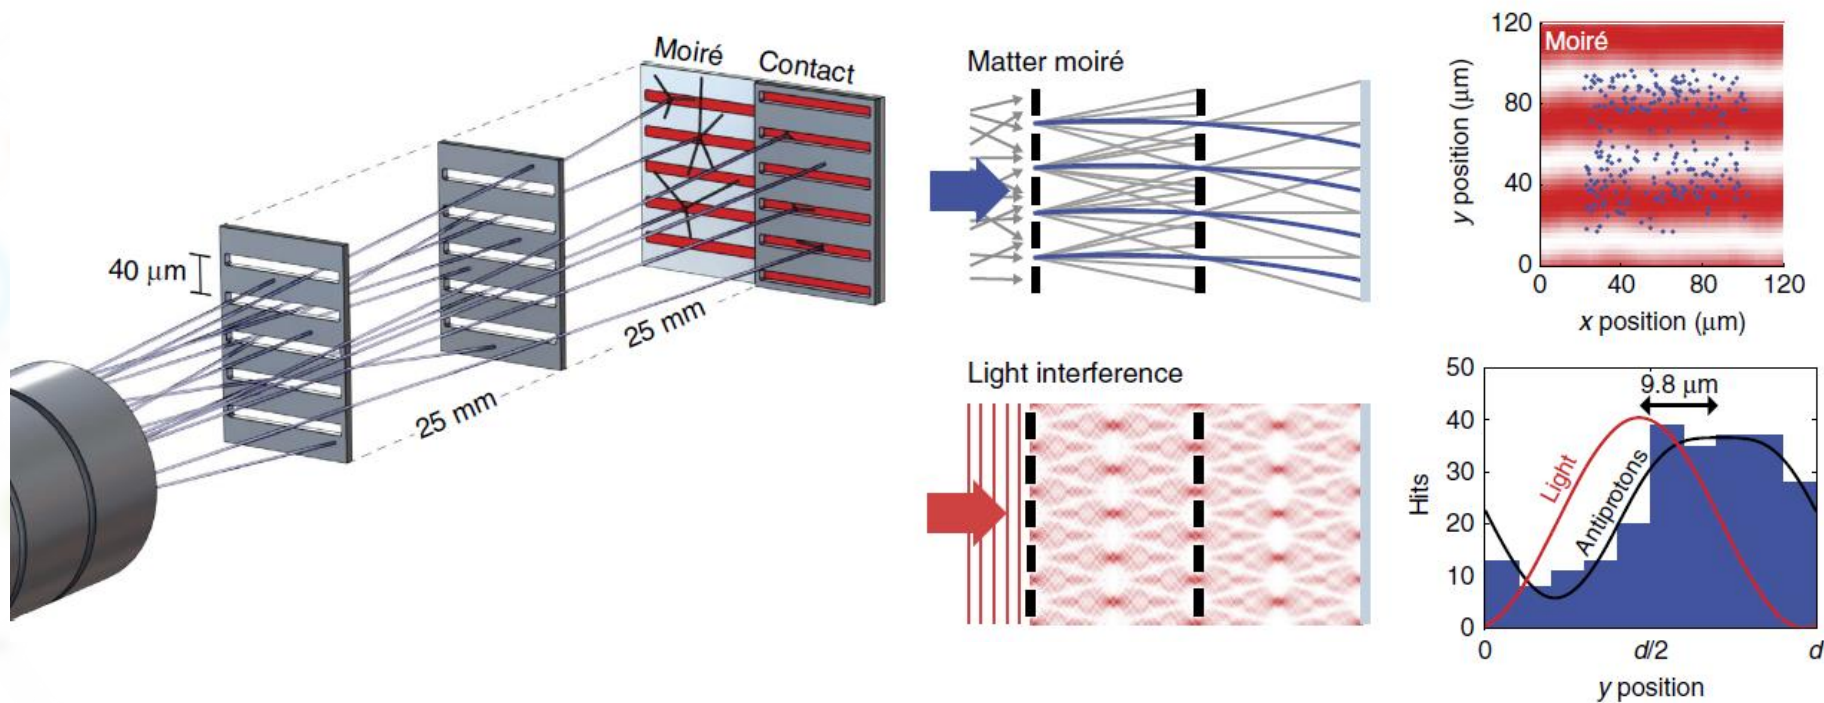 Moiré
Contact
40 μm
25 mm
25 mm
Matter moiré
Light interference
Moiré
120
80
40
0
y position (μm)
0
40
80
120
x position (μm)
50
40
30
20
10
0
Hits
9.8 μm
Light
Antiprotons
0
d/2
d
y position